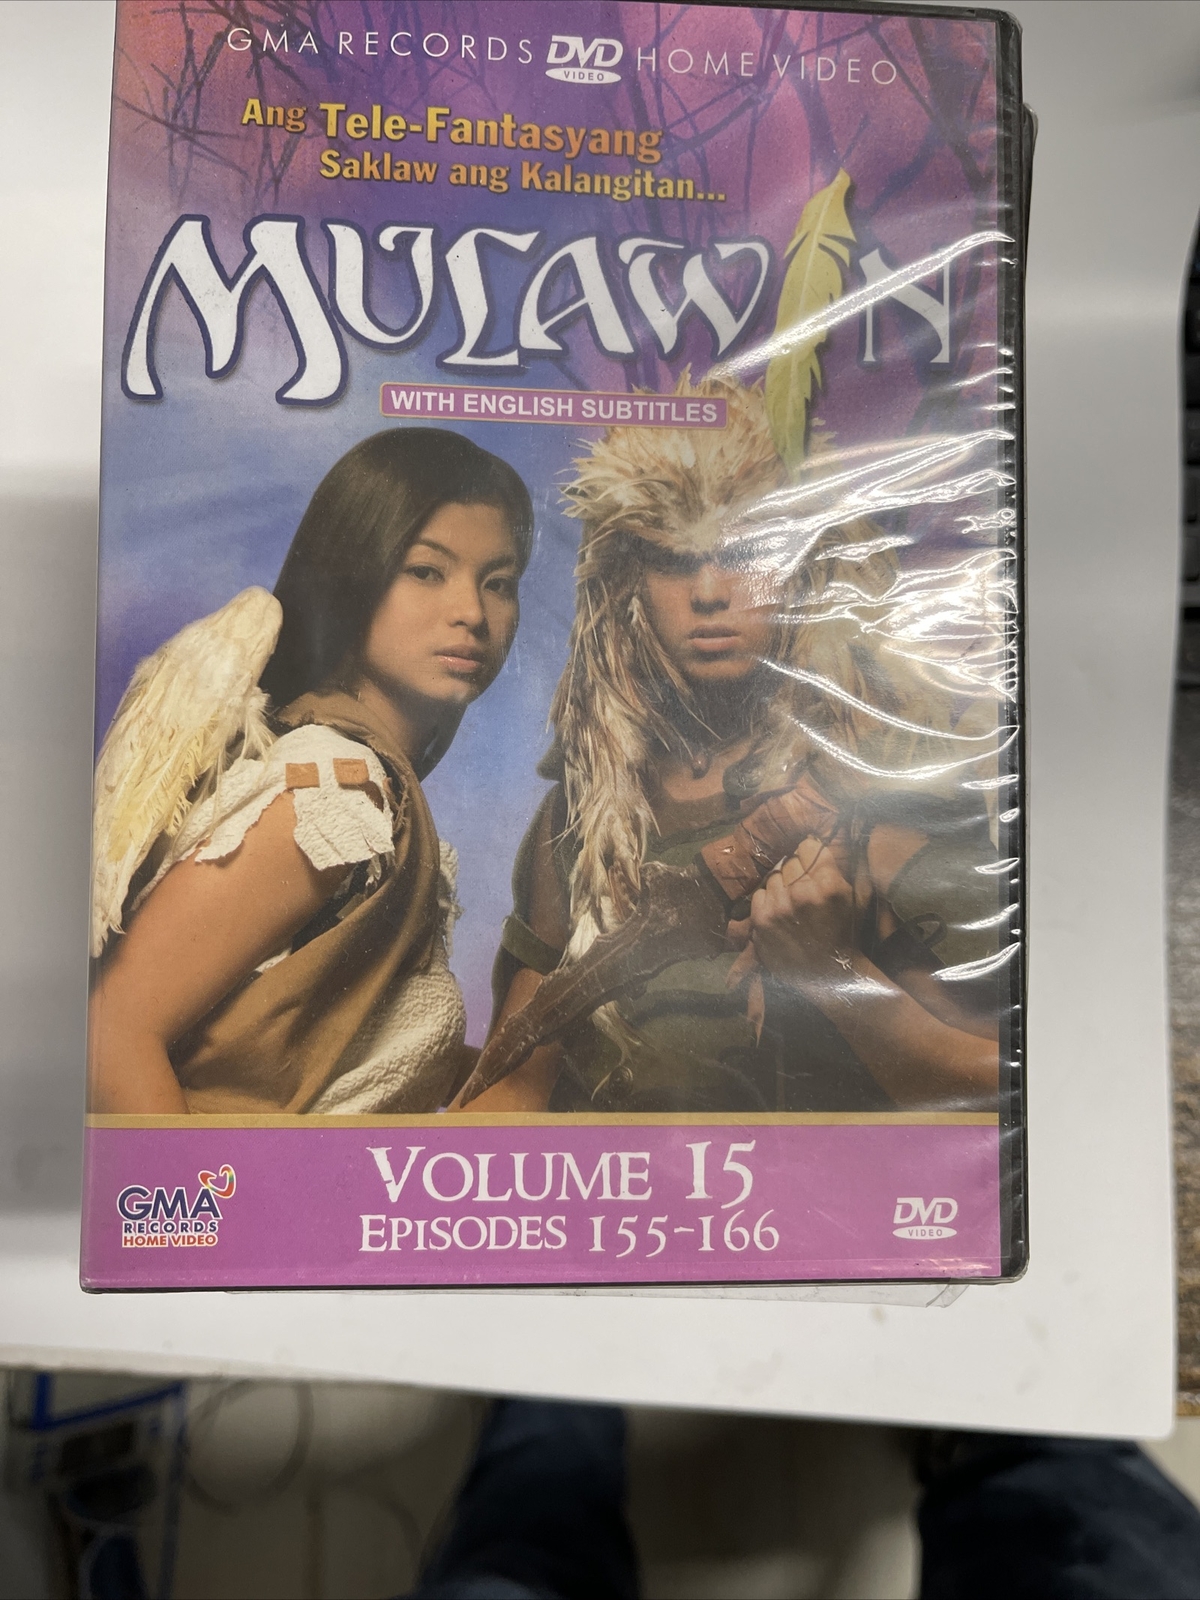 GMA RECORDS DVD VIDEO HOME VIDEO
Ang Tele-Fantasyang
Saklaw ang Kalangitan...
MULAWIN
WITH ENGLISH SUBTITLES
VOLUME 15
EPISODES 155-166
GMA
RECORDS
HOME VIDEO
DVD
VIDEO